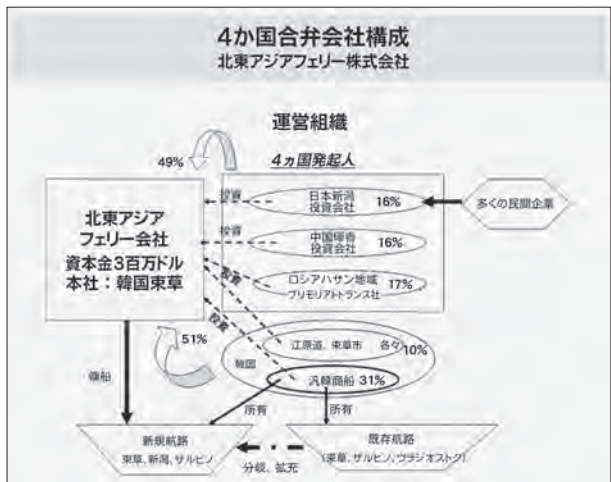 4か国合弁会社構成
北東アジアフェリー株式会社
運営組織
49%
4ヵ国発起人
北東アジア
フェリー会社
資本金3百万ドル
本社：韓国束草
投資
日本新潟
投資会社
16%
多くの民間企業
投資
中国琿春
投資会社
16%
投資
ロシアハサン地域
プリモリアトトランス社
17%
投資
51%
韓国
江原道、束草市 各々10%
汎韓商船 31%
傭船
所有
所有
新規航路
束草、新潟、ザルビノ
既存航路
(束草、ザルビノ、ウラジオストク)
分岐、拡充